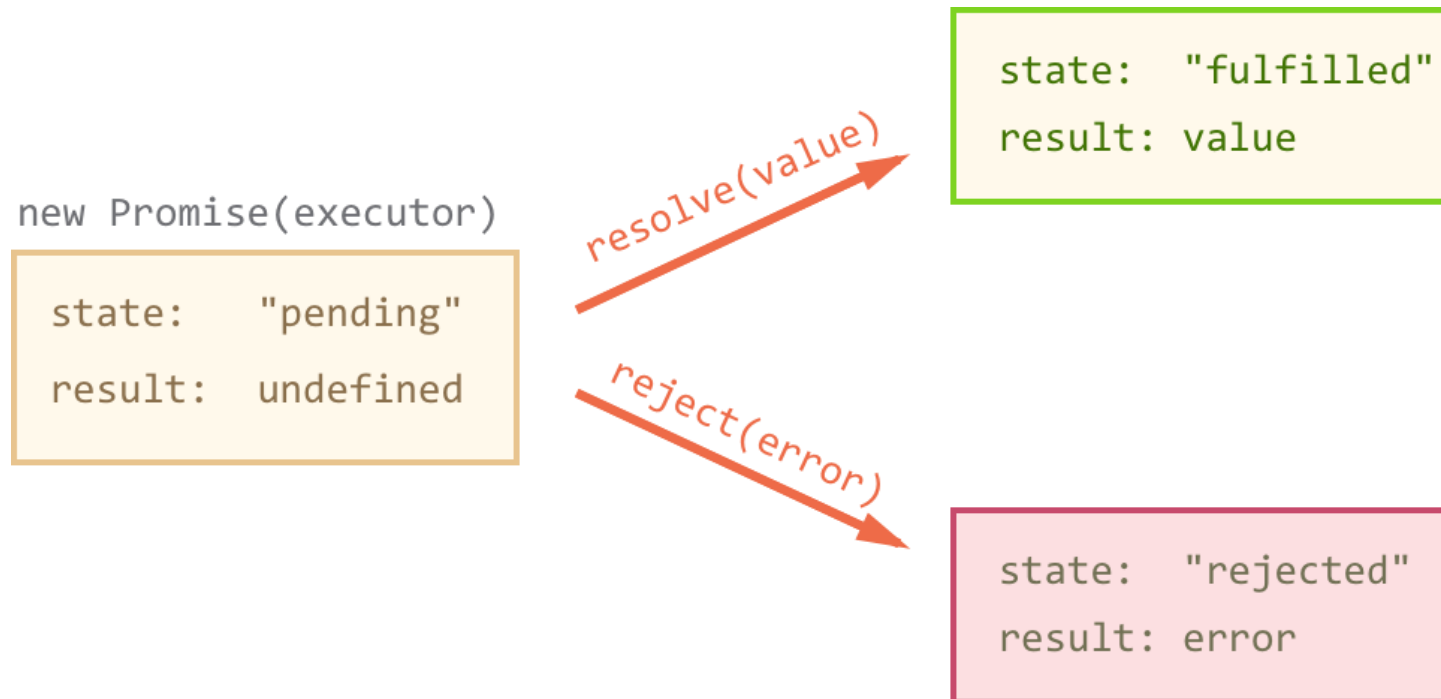 new Promise(executor)
state: "pending"
result: undefined
resolve(value)
reject(error)
state: "fulfilled"
result: value
state: "rejected"
result: error